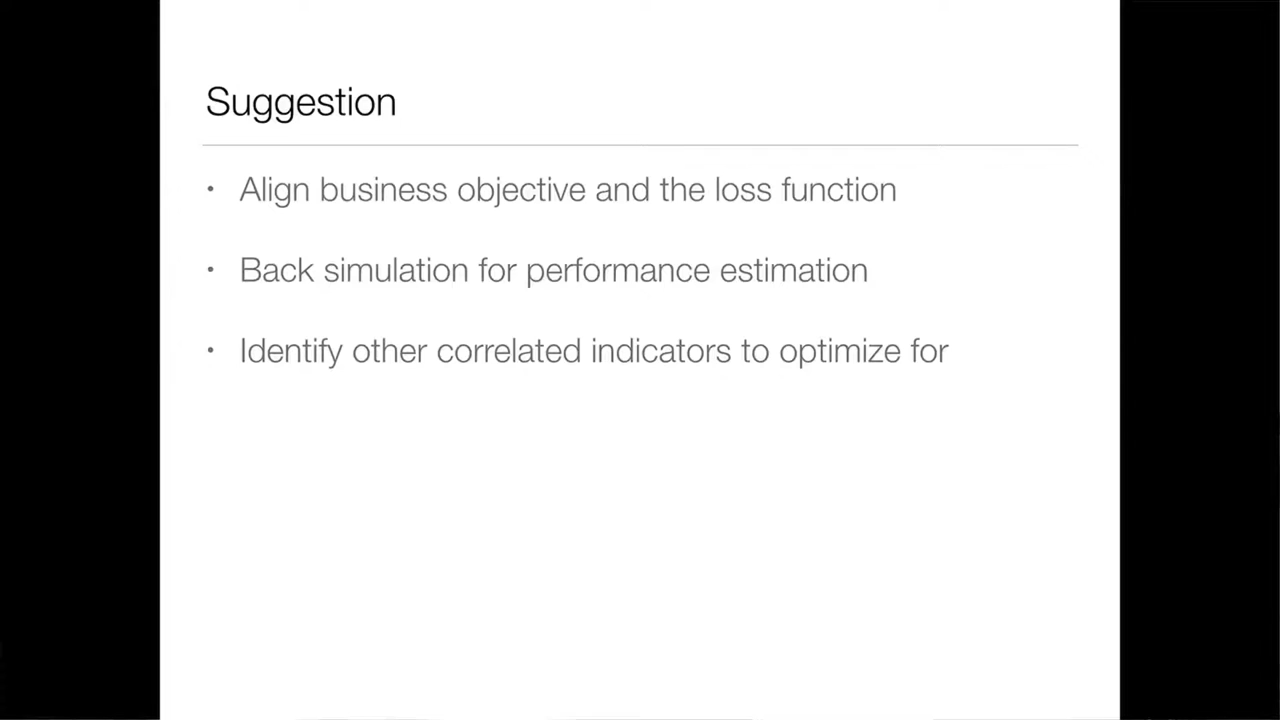 Suggestion
• Align business objective and the loss function
• Back simulation for performance estimation
• Identify other correlated indicators to optimize for